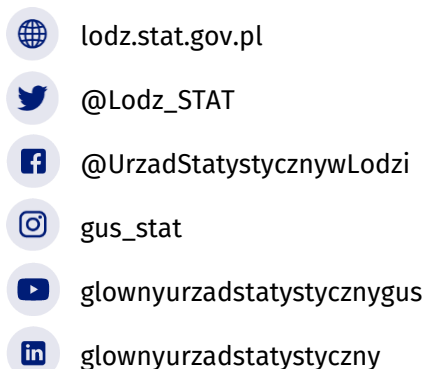 lodz.stat.gov.pl
@Lodz_STAT
@UrzadStatystycznywLodzi
gus_stat
glownyurzadstatystycznygus
glownyurzadstatystyczny